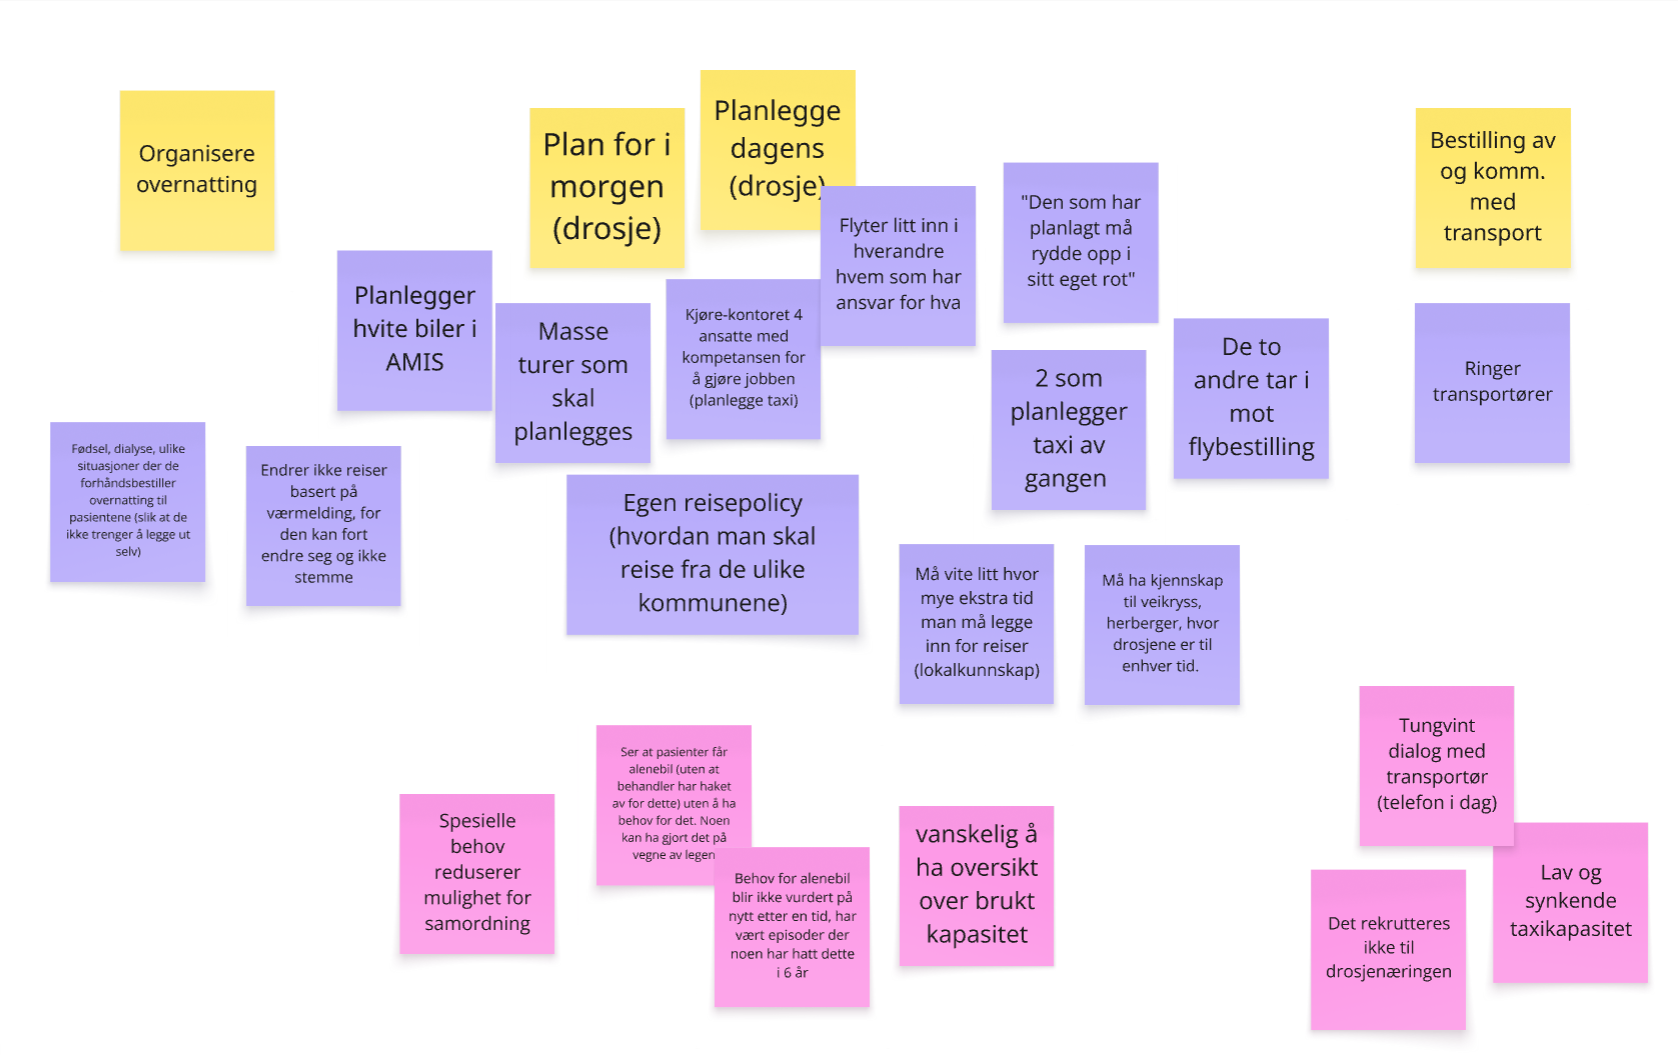 Organisere
overnatting
Plan for i
morgen
(drosje)
Planlegge
dagens
(drosje)
Bestilling av
og komm.
med
transport
Planlegger
hvite biler i
AMIS
Masse
turer som
skal
planlegges
Kjøre-kontoret 4
ansatte med
kompetansen for
å gjøre jobben
(planlegge taxi)
Flyter litt inn i
hverandre
hvem som har
ansvar for hva
"Den som har
planlagt må
rydde opp i
sitt eget rot"
2 som
planlegger
taxi av
gangen
De to
andre tar i
mot
flybestilling
Ringer
transportører
Fødsel, dialyse, ulike
situasjoner der de
forhåndsbestiller
overnatting til
pasientene (slik at de
ikke trenger å legge ut
selv)
Endrer ikke reiser
basert på
værmelding, for
den kan fort
endre seg og ikke
stemme
Egen reisepolicy
(hvordan man skal
reise fra de ulike
kommunene)
Må vite litt hvor
mye ekstra tid
man må legge
inn for reiser
(lokalkunnskap)
Må ha kjennskap
til veikryss,
herberger, hvor
drosjene er til
enhver tid.
Spesielle
behov
reduserer
mulighet for
samordning
Ser at pasienter får
alenebil (uten at
behandler har haket
av for dette) uten å ha
behov for det. Noen
kan ha gjort det på
vegne av legen
Behov for alenebil
blir ikke vurdert på
nytt etter en tid, har
vært episoder der
noen har hatt dette
i 6 år
vanskelig å
ha oversikt
over brukt
kapasitet
Tungvint
dialog med
transportør
(telefon i dag)
Lav og
synkende
taxikapasitet
Det rekrutteres
ikke til
drosjenæringen